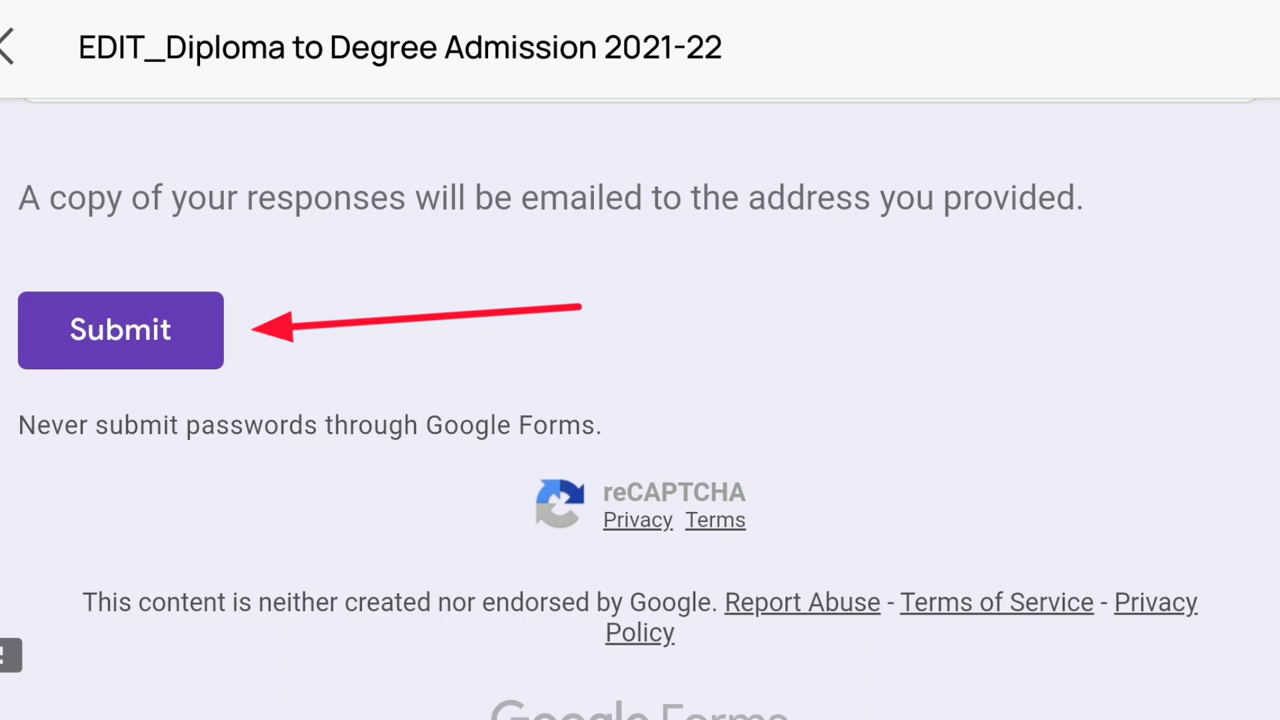 EDIT_Diploma to Degree Admission 2021-22
A copy of your responses will be emailed to the address you provided.
Submit
Never submit passwords through Google Forms.
reCAPTCHA
Privacy Terms
This content is neither created nor endorsed by Google. Report Abuse - Terms of Service - Privacy
Policy
Google Forms